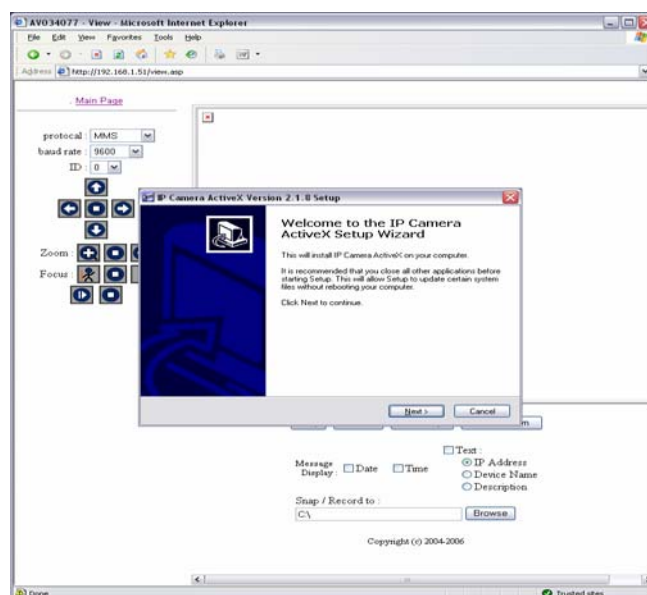 AV034077 - View - Microsoft Internet Explorer
File Edit View Favorites Tools Help
Address http://192.168.1.51/view.asp
. Main Page
protocal : MMS
baud rate : 9600
ID : 0
Zoom :
Focus :
IP Camera ActiveX Version 2.1.8 Setup
Welcome to the IP Camera
ActiveX Setup Wizard
This will install IP Camera ActiveX on your computer.
It is recommended that you close all other applications before
starting Setup. This will allow Setup to update certain system
files without rebooting your computer.
Click Next to continue.
Next > Cancel
Text :
Message
Display : Date Time
IP Address
Device Name
Description
Snap / Record to :
C:\ Browse
Copyright (c) 2004-2006
Done Trusted sites